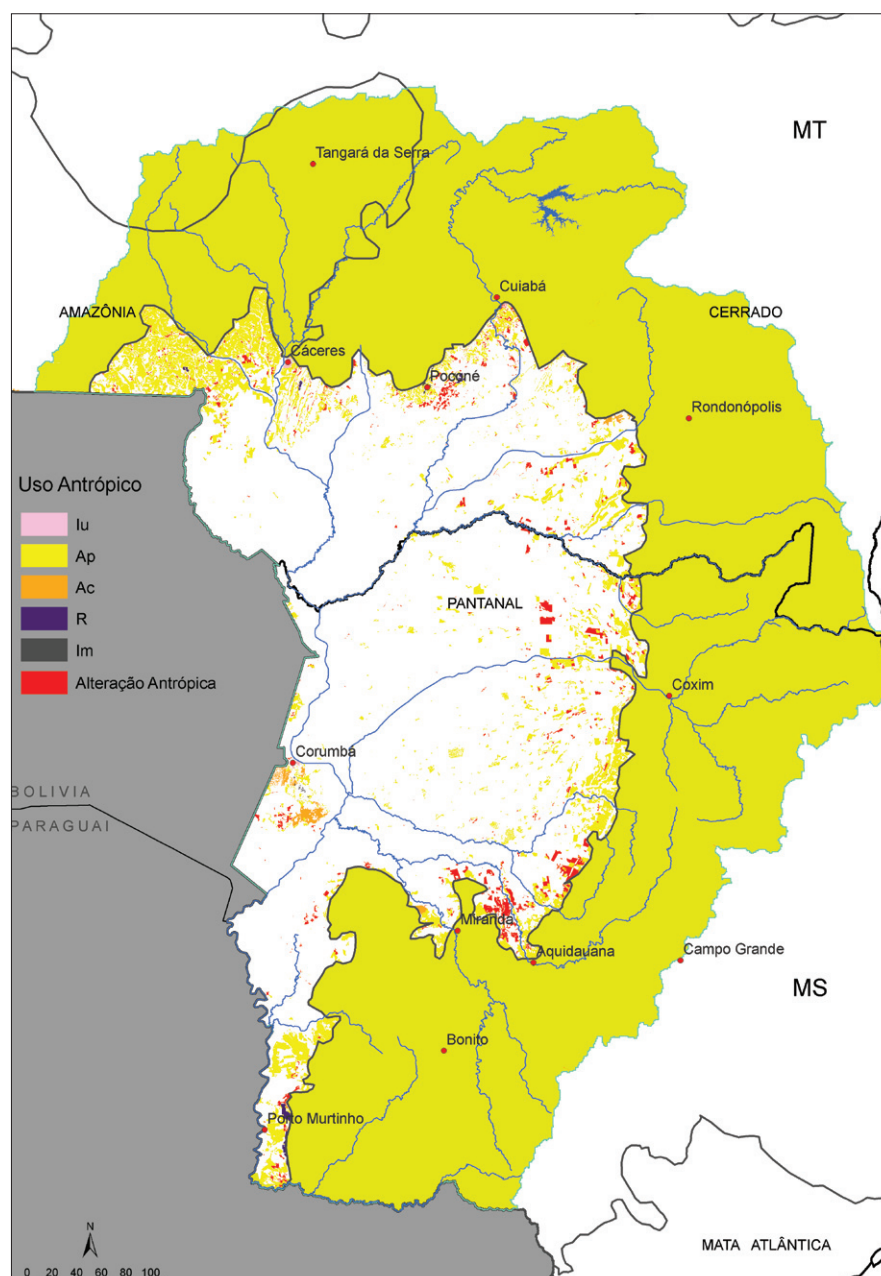 MT
Tangará da Serra
Cuiabá
AMAZÔNIA
CERRADO
Cáceres
Poconé
Rondonópolis
Uso Antrópico
Iu
Ap
Ac
R
Im
Alteração Antrópica
PANTANAL
Coxim
Corumbá
BOLIVIA
PARAGUAI
Miranda
Aquidauana
Campo Grande
MS
Bonito
Porto Murtinho
N
MATA ATLÂNTICA
0 20 40 60 80 100